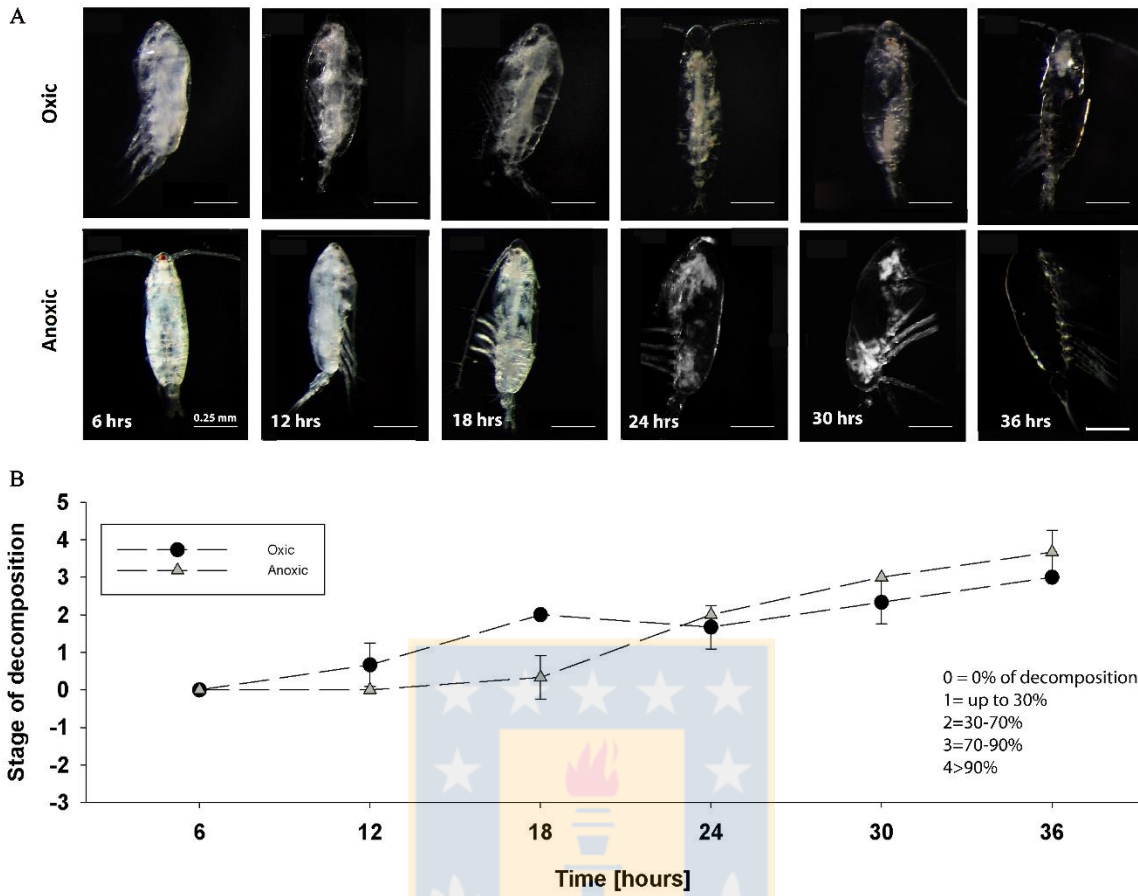 A
Oxic
Anoxic
6 hrs
0.25 mm
12 hrs
18 hrs
24 hrs
30 hrs
36 hrs
B
Stage of decomposition
5
4
3
2
1
0
-1
-2
-3
Oxic
Anoxic
0 = 0% of decomposition
1= up to 30%
2=30-70%
3=70-90%
4>90%
6 12 18 24 30 36
Time [hours]